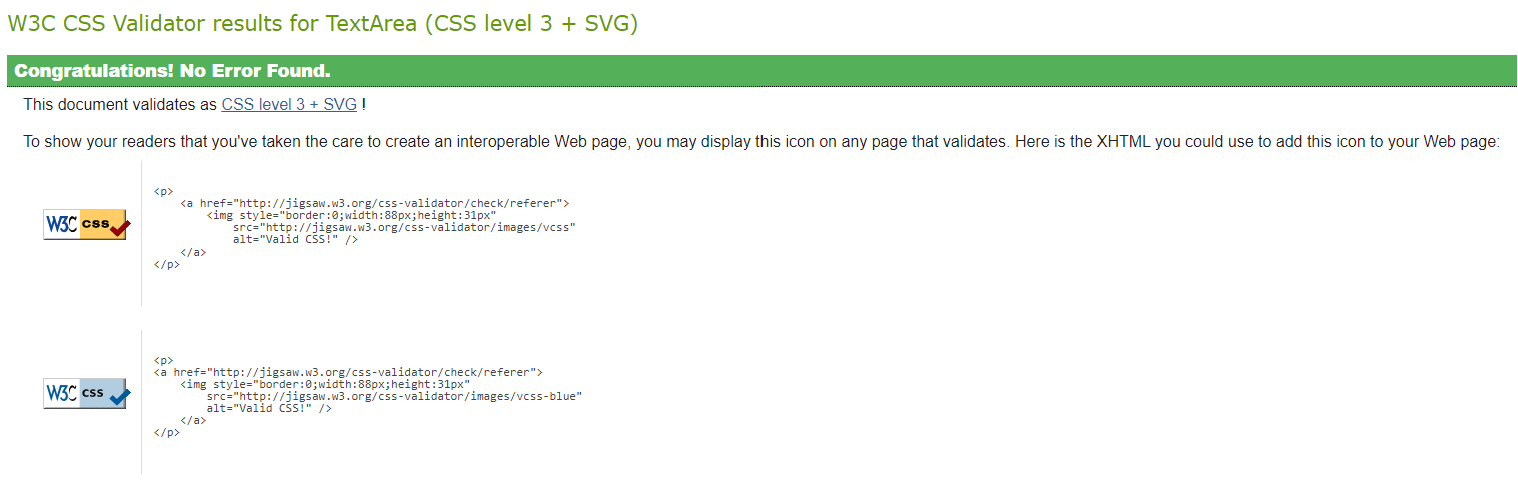 W3C CSS Validator results for TextArea (CSS level 3 + SVG)
Congratulations! No Error Found.
This document validates as CSS level 3 + SVG !
To show your readers that you've taken the care to create an interoperable Web page, you may display this icon on any page that validates. Here is the XHTML you could use to add this icon to your Web page:
W3C css
<p>
<a href="http://jigsaw.w3.org/css-validator/check/referer">
<img style="border:0;width:88px;height:31px"
src="http://jigsaw.w3.org/css-validator/images/vcss"
alt="Valid CSS!" />
</a>
</p>
W3C css
<p>
<a href="http://jigsaw.w3.org/css-validator/check/referer">
<img style="border:0;width:88px;height:31px"
src="http://jigsaw.w3.org/css-validator/images/vcss-blue"
alt="Valid CSS!" />
</a>
</p>